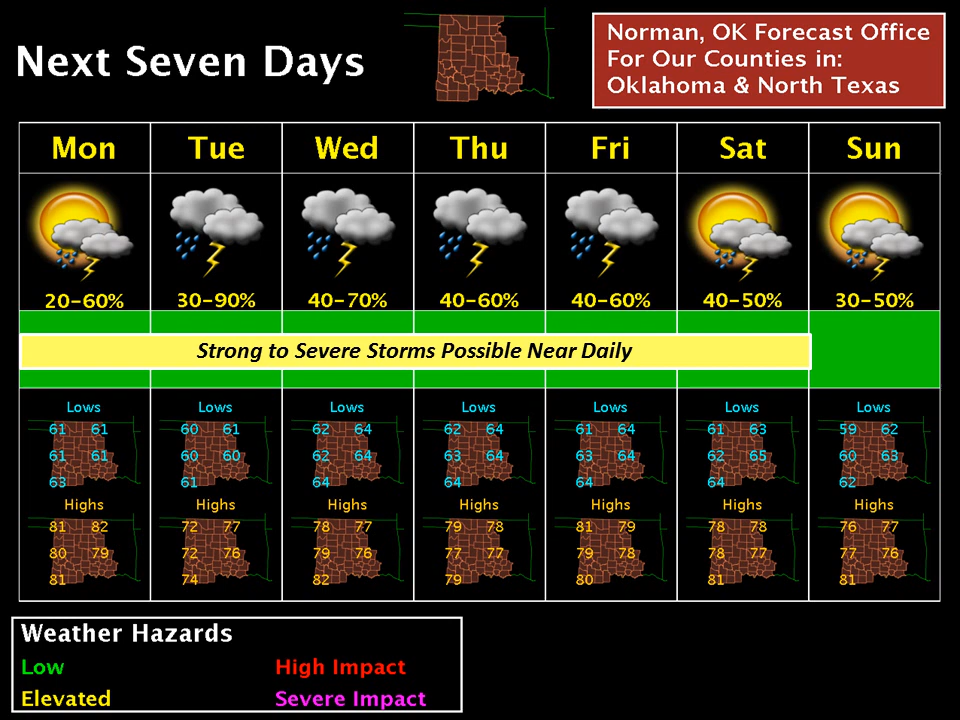 Next Seven Days
Norman, OK Forecast Office
For Our Counties in:
Oklahoma & North Texas
Mon Tue Wed Thu Fri Sat Sun
20-60% 30-90% 40-70% 40-60% 40-60% 40-50% 30-50%
Strong to Severe Storms Possible Near Daily
Lows Lows Lows Lows Lows Lows Lows
61 61 60 61 62 64 62 64 61 64 61 63 59 62
61 61 60 60 62 64 63 64 63 64 62 65 60 63
63 61 64 64 64 64 62
Highs Highs Highs Highs Highs Highs Highs
81 82 72 77 78 77 79 78 81 79 78 78 76 77
80 79 72 76 79 76 77 77 79 78 78 77 77 76
81 74 82 79 80 81 81
Weather Hazards
Low High Impact
Elevated Severe Impact